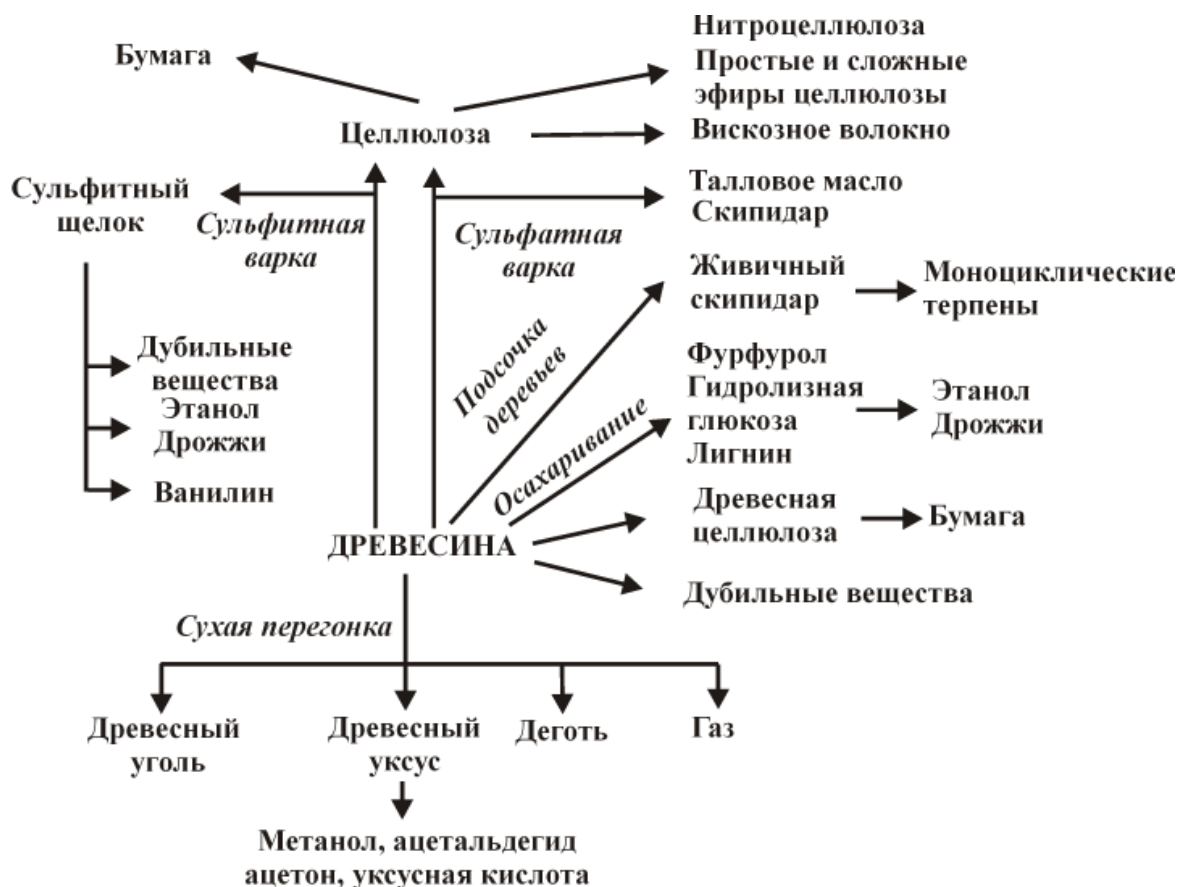 Нитроцеллюлоза
Бумага
Простые и сложные
эфиры целлюлозы
Целлюлоза
Вискозное волокно
Сульфитный
щелок
Сульфитная
варка
Сульфатная
варка
Талловое масло
Скипидар
Живичный
скипидар
Моноциклические
терпены
Подсочка
деревьев
Дубильные
вещества
Этанол
Дрожжи
Ванилин
Осахаривание
Фурфурол
Гидролизная
глюкоза
Лигнин
Этанол
Дрожжи
Древесная
целлюлоза
Бумага
ДРЕВЕСИНА
Дубильные вещества
Сухая перегонка
Древесный
уголь
Древесный
уксус
Деготь
Газ
Метанол, ацетальдегид
ацетон, уксусная кислота